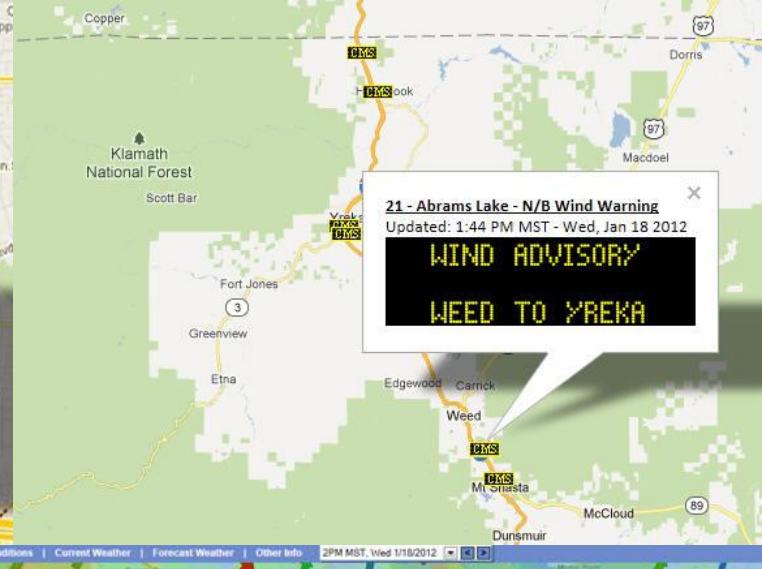 Copper
97
CMS
Dorris
CMS
ook
97
Klamath
National Forest
Macdoel
Scott Bar
21 - Abrams Lake - N/B Wind Warning
Updated: 1:44 PM MST - Wed, Jan 18 2012
WIND ADVISORY
WEED TO YREKA
Yreka
CMS
CMS
Fort Jones
3
Greenview
Etna
Edgewood
Carrick
Weed
CMS
CMS
Mt Shasta
McCloud
89
Dunsmuir
ditions | Current Weather | Forecast Weather | Other Info 2PM MST, Wed 1/18/2012